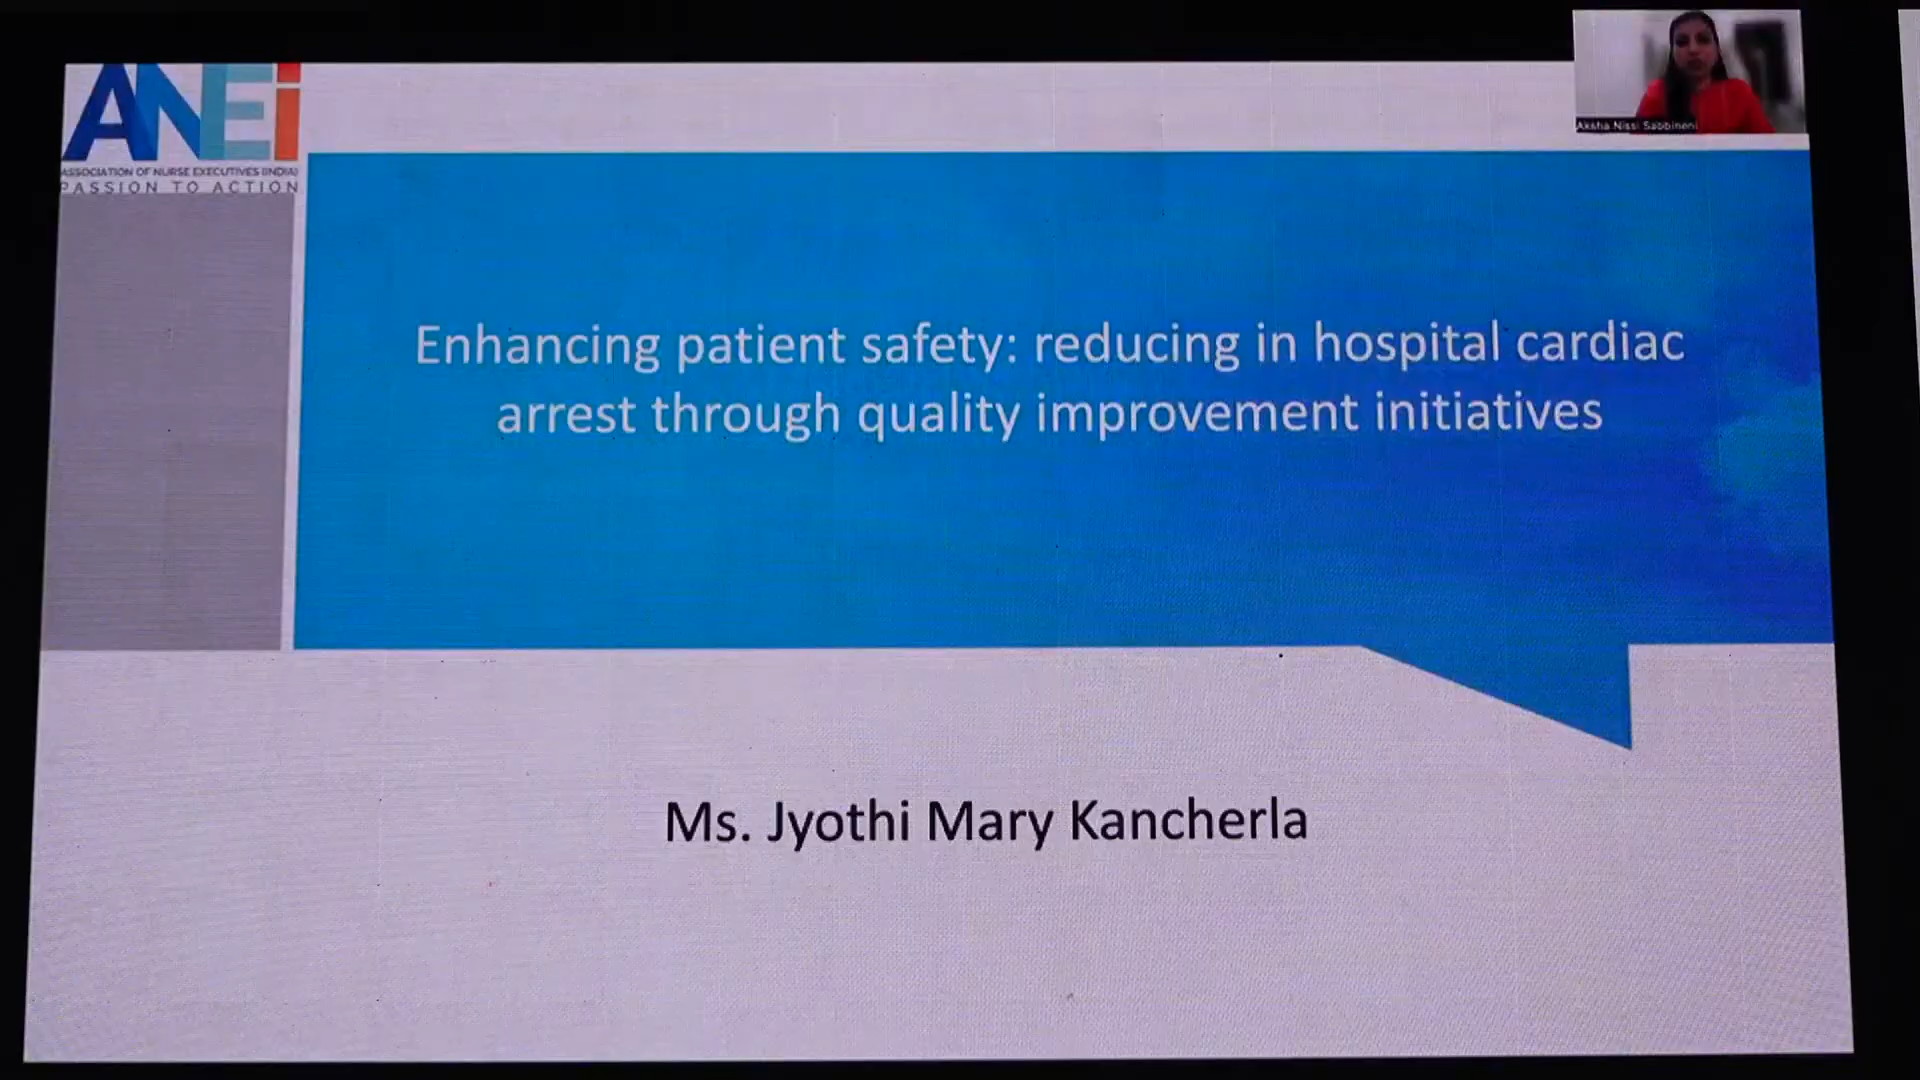 ANEi
ASSOCIATION OF NURSE EXECUTIVES (INDIA)
PASSION TO ACTION
Aksha Nissi Sabbineni
Enhancing patient safety: reducing in hospital cardiac
arrest through quality improvement initiatives
Ms. Jyothi Mary Kancherla